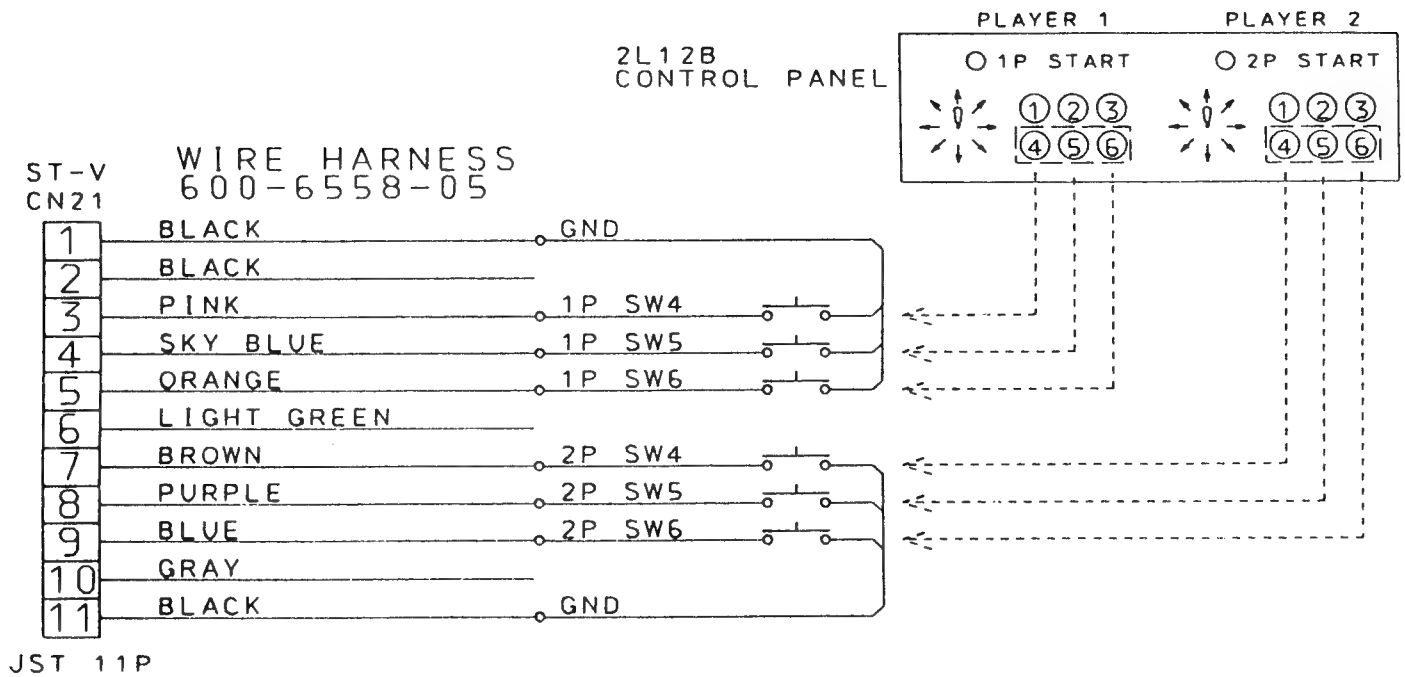 PLAYER 1 PLAYER 2
2L12B
CONTROL PANEL
1P START 2P START
1 2 3 1 2 3
4 5 6 4 5 6
ST-V
CN21
WIRE HARNESS
600-6558-05
1 BLACK GND
2 BLACK
3 PINK 1P SW4
4 SKY BLUE 1P SW5
5 ORANGE 1P SW6
6 LIGHT GREEN
7 BROWN 2P SW4
8 PURPLE 2P SW5
9 BLUE 2P SW6
10 GRAY
11 BLACK GND
JST 11P